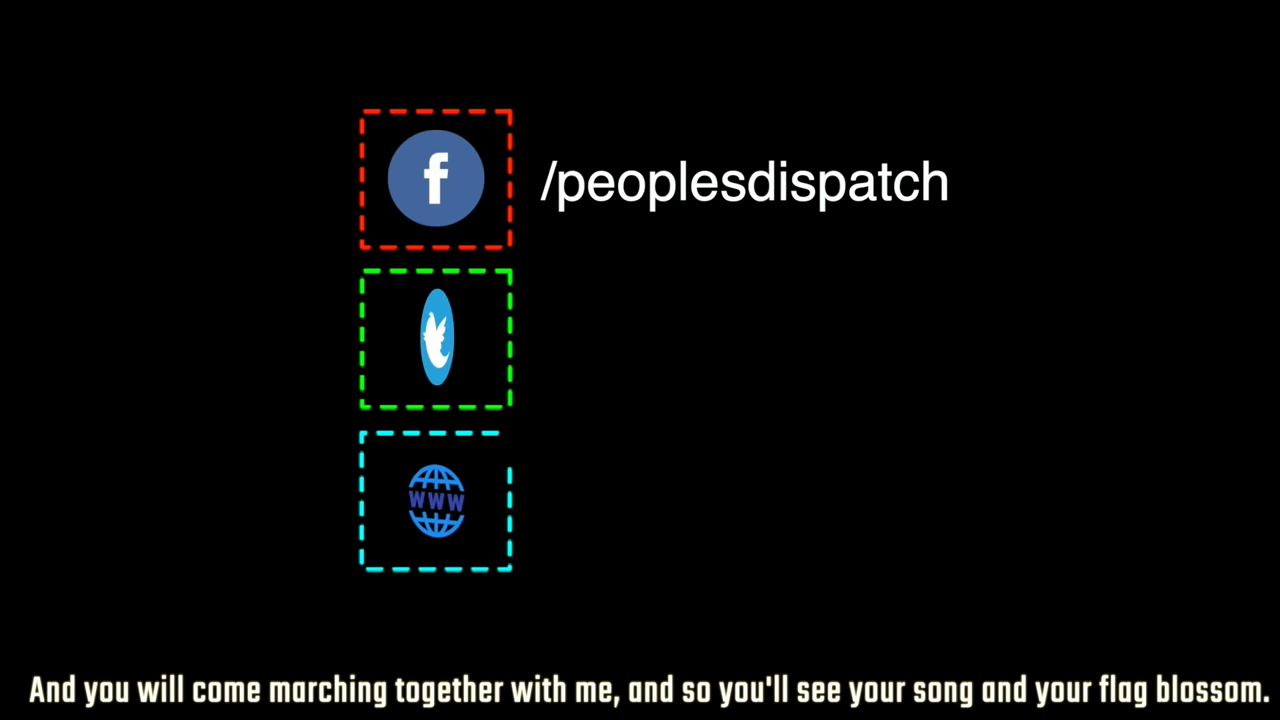 f
/peoplesdispatch
WWW
And you will come marching together with me, and so you'll see your song and your flag blossom.